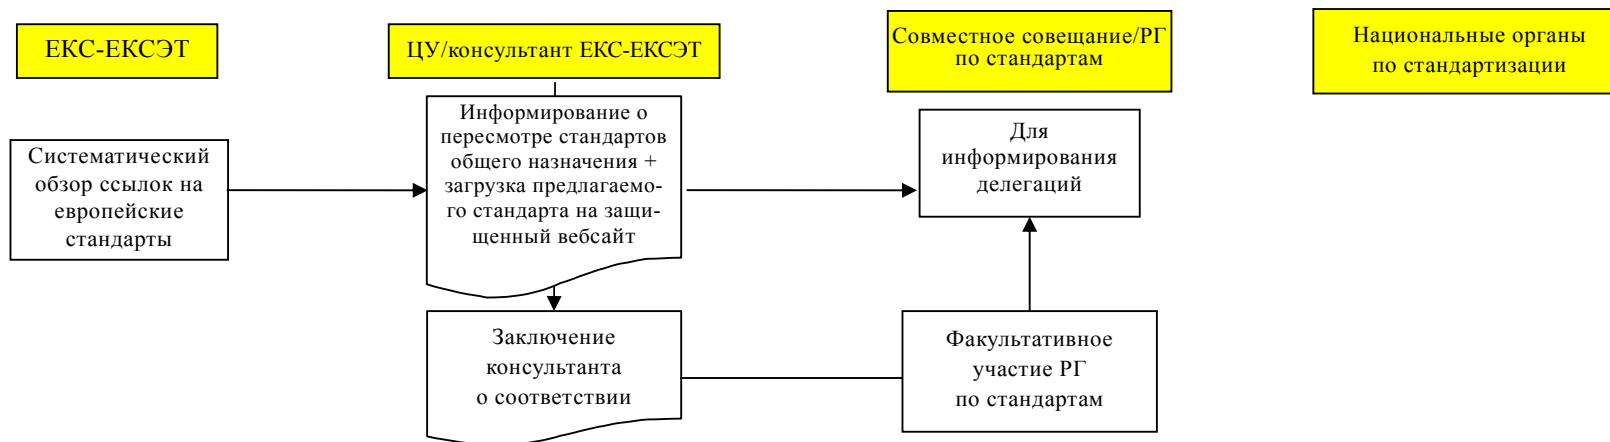 ЕКС-ЕКСЭТ
ЦУ/консультант ЕКС-ЕКСЭТ
Совместное совещание/РГ
по стандартам
Национальные органы
по стандартизации
Систематический
обзор ссылок на
европейские
стандарты
Информирование о
пересмотре стандартов
общего назначения +
загрузка предлагаемо-
го стандарта на защи-
щенный вебсайт
Для
информирования
делегаций
Заключение
консультанта
о соответствии
Факультативное
участие РГ
по стандартам